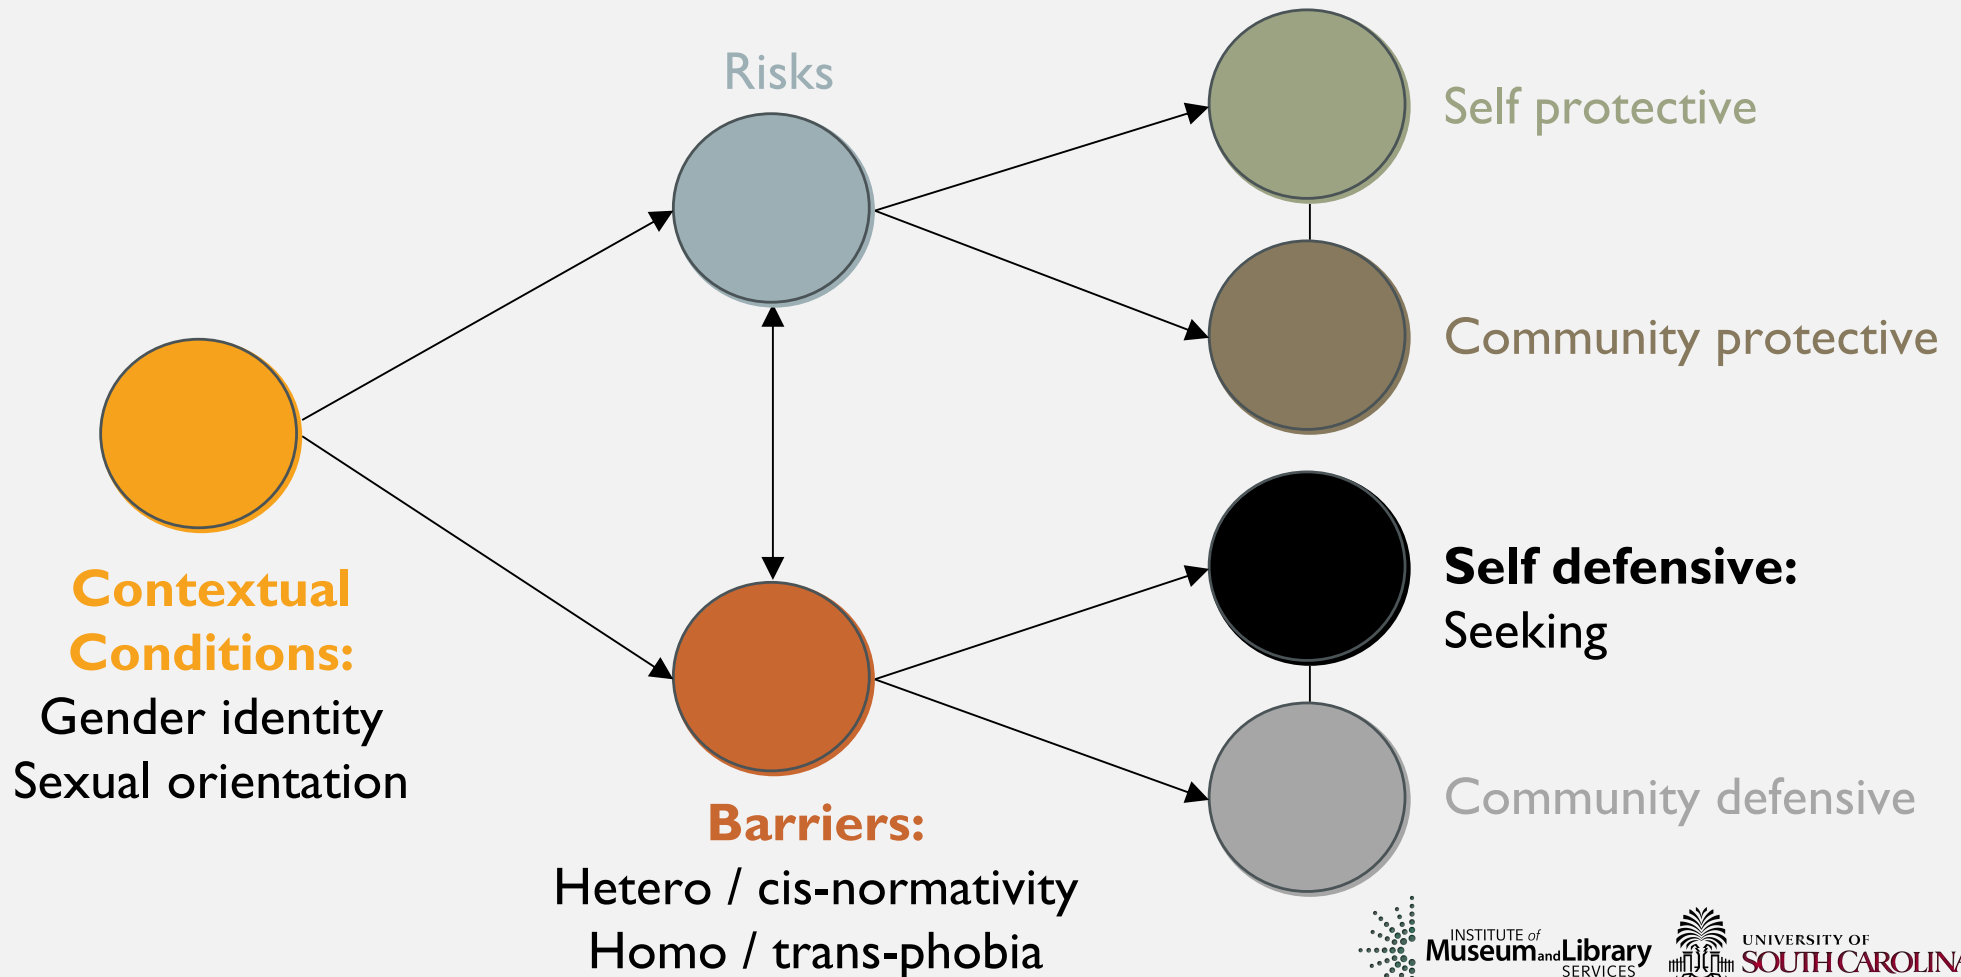 Risks
Self protective
Community protective
Contextual
Conditions:
Gender identity
Sexual orientation
Self defensive:
Seeking
Barriers:
Hetero / cis-normativity
Homo / trans-phobia
Community defensive
INSTITUTE of
Museum and Library
SERVICES
UNIVERSITY OF
SOUTH CAROLINA